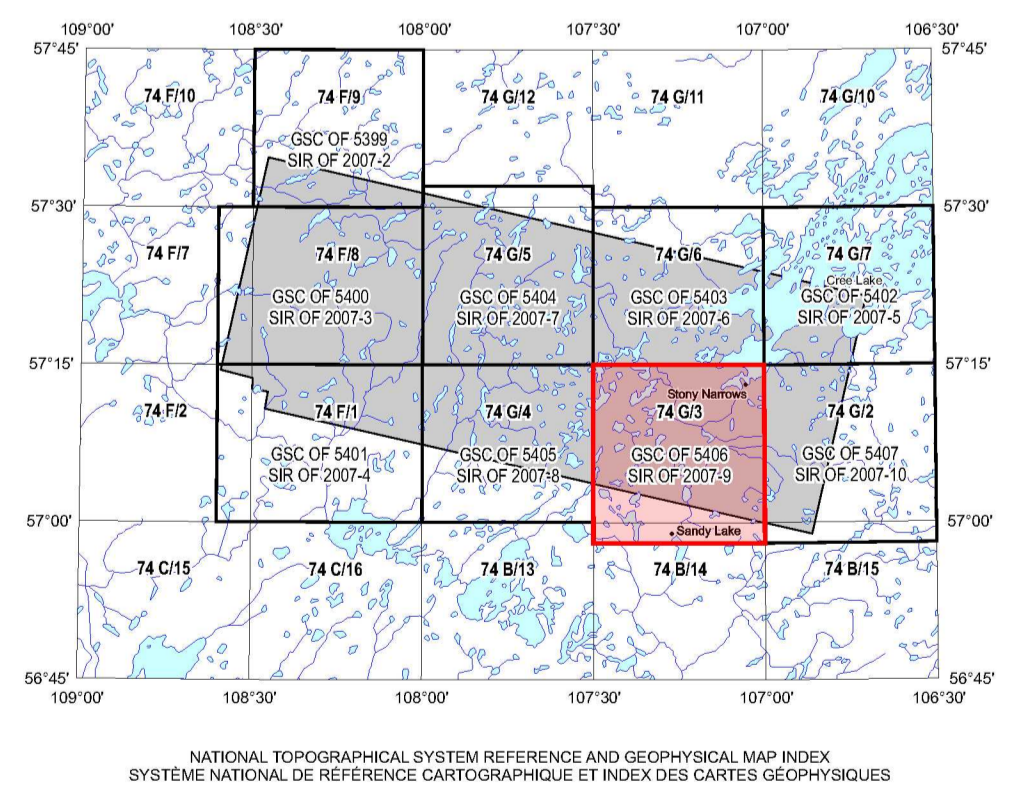 109°00' 108°30' 108°00' 107°30' 107°00' 106°30'
57°45' 57°45'
74 F/10 74 F/9 74 G/12 74 G/11 74 G/10
GSC OF 5399
SIR OF 2007-2
57°30' 57°30'
74 F/7 74 F/8 74 G/5 74 G/6 74 G/7
Cree Lake
GSC OF 5400 GSC OF 5404 GSC OF 5403 GSC OF 5402
SIR OF 2007-3 SIR OF 2007-7 SIR OF 2007-6 SIR OF 2007-5
57°15' 57°15'
Stony Narrows
74 F/2 74 F/1 74 G/4 74 G/3 74 G/2
GSC OF 5401 GSC OF 5405 GSC OF 5406 GSC OF 5407
SIR OF 2007-4 SIR OF 2007-8 SIR OF 2007-9 SIR OF 2007-10
57°00' 57°00'
Sandy Lake
74 C/15 74 C/16 74 B/13 74 B/14 74 B/15
56°45' 56°45'
109°00' 108°30' 108°00' 107°30' 107°00' 106°30'
NATIONAL TOPOGRAPHICAL SYSTEM REFERENCE AND GEOPHYSICAL MAP INDEX
SYSTÈME NATIONAL DE RÉFÉRENCE CARTOGRAPHIQUE ET INDEX DES CARTES GÉOPHYSIQUES